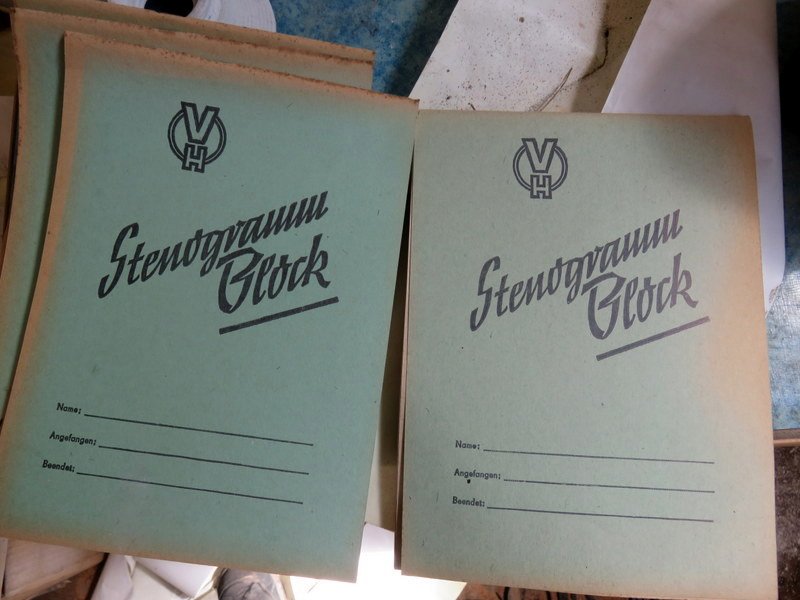 VH
Stenogramm
Block
Name:
Angefangen:
Beendet:
VH
Stenogramm
Block
Name:
Angefangen:
Beendet: